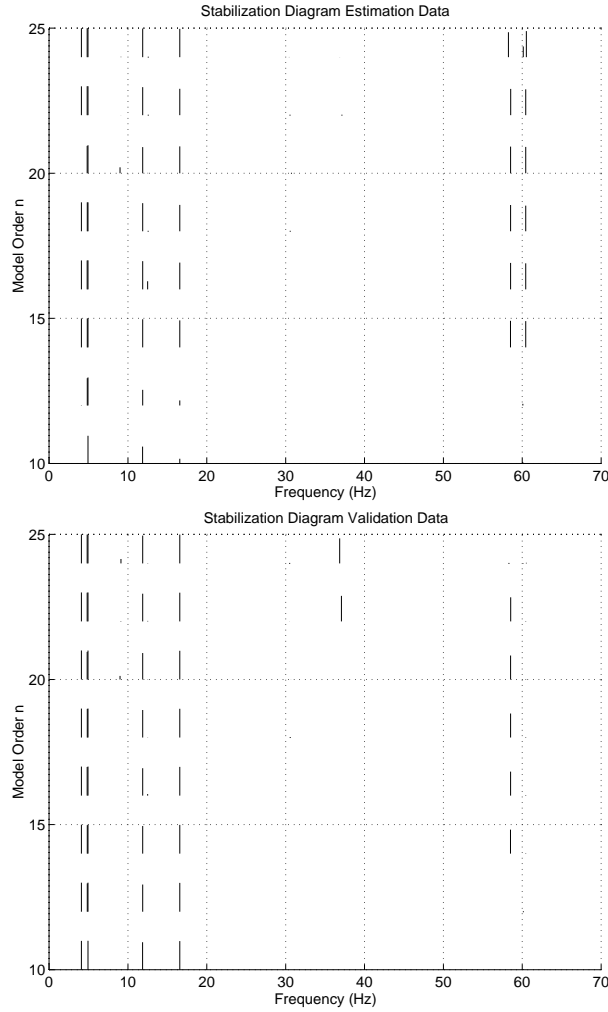 Stabilization Diagram Estimation Data
25
20
15
10
Model Order n
0 10 20 30 40 50 60 70
Frequency (Hz)
Stabilization Diagram Validation Data
25
20
15
10
Model Order n
0 10 20 30 40 50 60 70
Frequency (Hz)